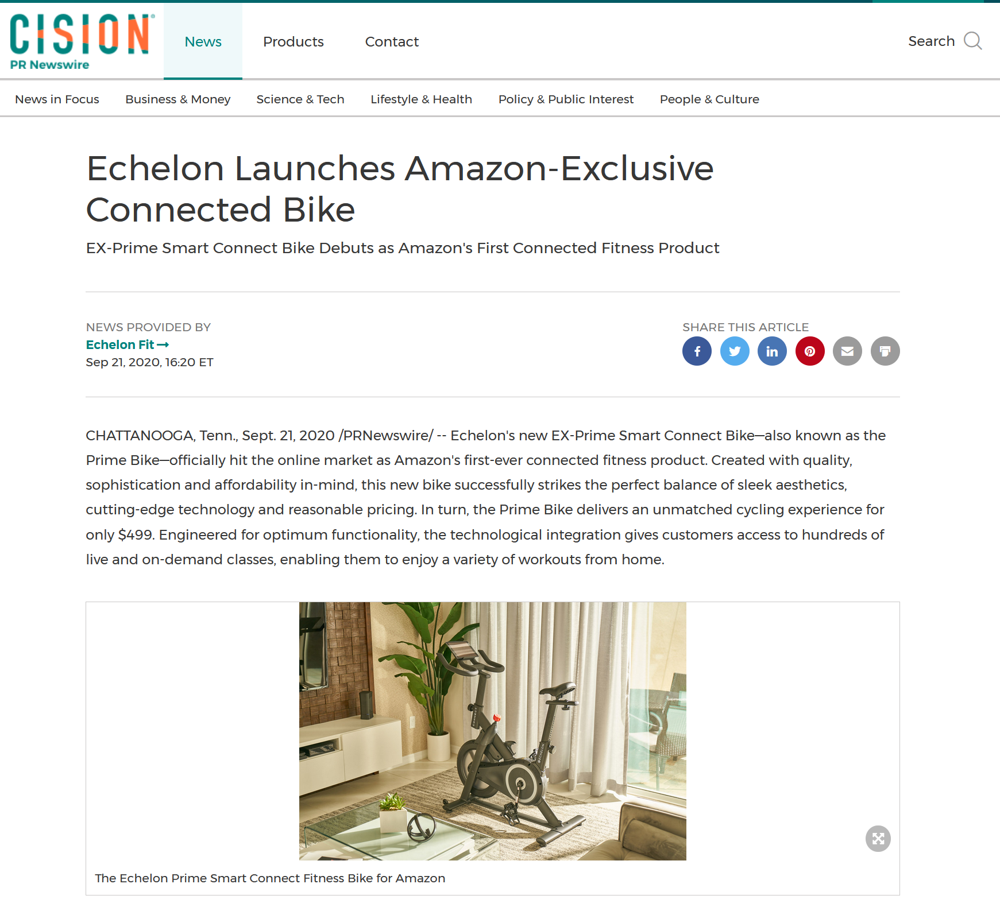 CISION
PR Newswire
News
Products
Contact
Search
News in Focus
Business & Money
Science & Tech
Lifestyle & Health
Policy & Public Interest
People & Culture
Echelon Launches Amazon-Exclusive
Connected Bike
EX-Prime Smart Connect Bike Debuts as Amazon's First Connected Fitness Product
NEWS PROVIDED BY
Echelon Fit
Sep 21, 2020, 16:20 ET
SHARE THIS ARTICLE
CHATTANOOGA, Tenn., Sept. 21, 2020 /PRNewswire/ -- Echelon's new EX-Prime Smart Connect Bike—also known as the
Prime Bike—officially hit the online market as Amazon's first-ever connected fitness product. Created with quality,
sophistication and affordability in-mind, this new bike successfully strikes the perfect balance of sleek aesthetics,
cutting-edge technology and reasonable pricing. In turn, the Prime Bike delivers an unmatched cycling experience for
only $499. Engineered for optimum functionality, the technological integration gives customers access to hundreds of
live and on-demand classes, enabling them to enjoy a variety of workouts from home.
CONNECT
ECHELON
The Echelon Prime Smart Connect Fitness Bike for Amazon